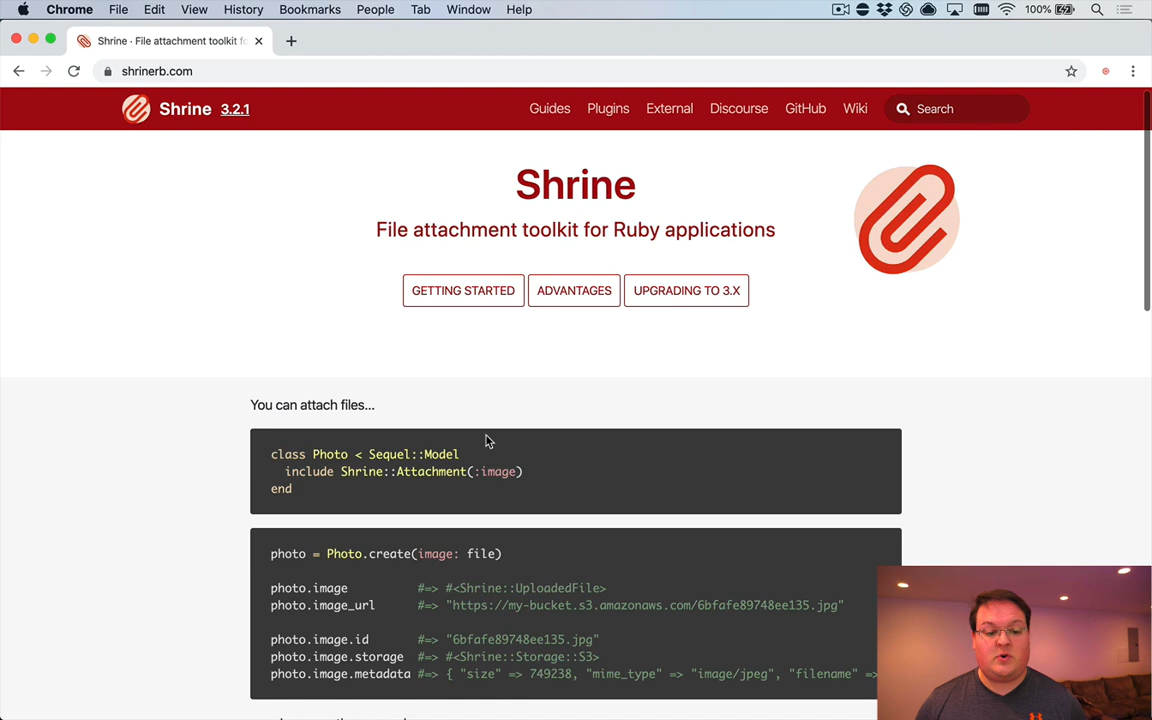 Chrome File Edit View History Bookmarks People Tab Window Help 100%
Shrine · File attachment toolkit fo
shrinerb.com
Shrine 3.2.1 Guides Plugins External Discourse GitHub Wiki Search
Shrine
File attachment toolkit for Ruby applications
GETTING STARTED ADVANTAGES UPGRADING TO 3.X
You can attach files...
class Photo < Sequel::Model
include Shrine::Attachment(:image)
end
photo = Photo.create(image: file)
photo.image #=> #<Shrine::UploadedFile>
photo.image_url #=> "https://my-bucket.s3.amazonaws.com/6bfafe89748ee135.jpg"
photo.image.id #=> "6bfafe89748ee135.jpg"
photo.image.storage #=> #<Shrine::Storage::S3>
photo.image.metadata #=> { "size" => 749238, "mime_type" => "image/jpeg", "filename" =>